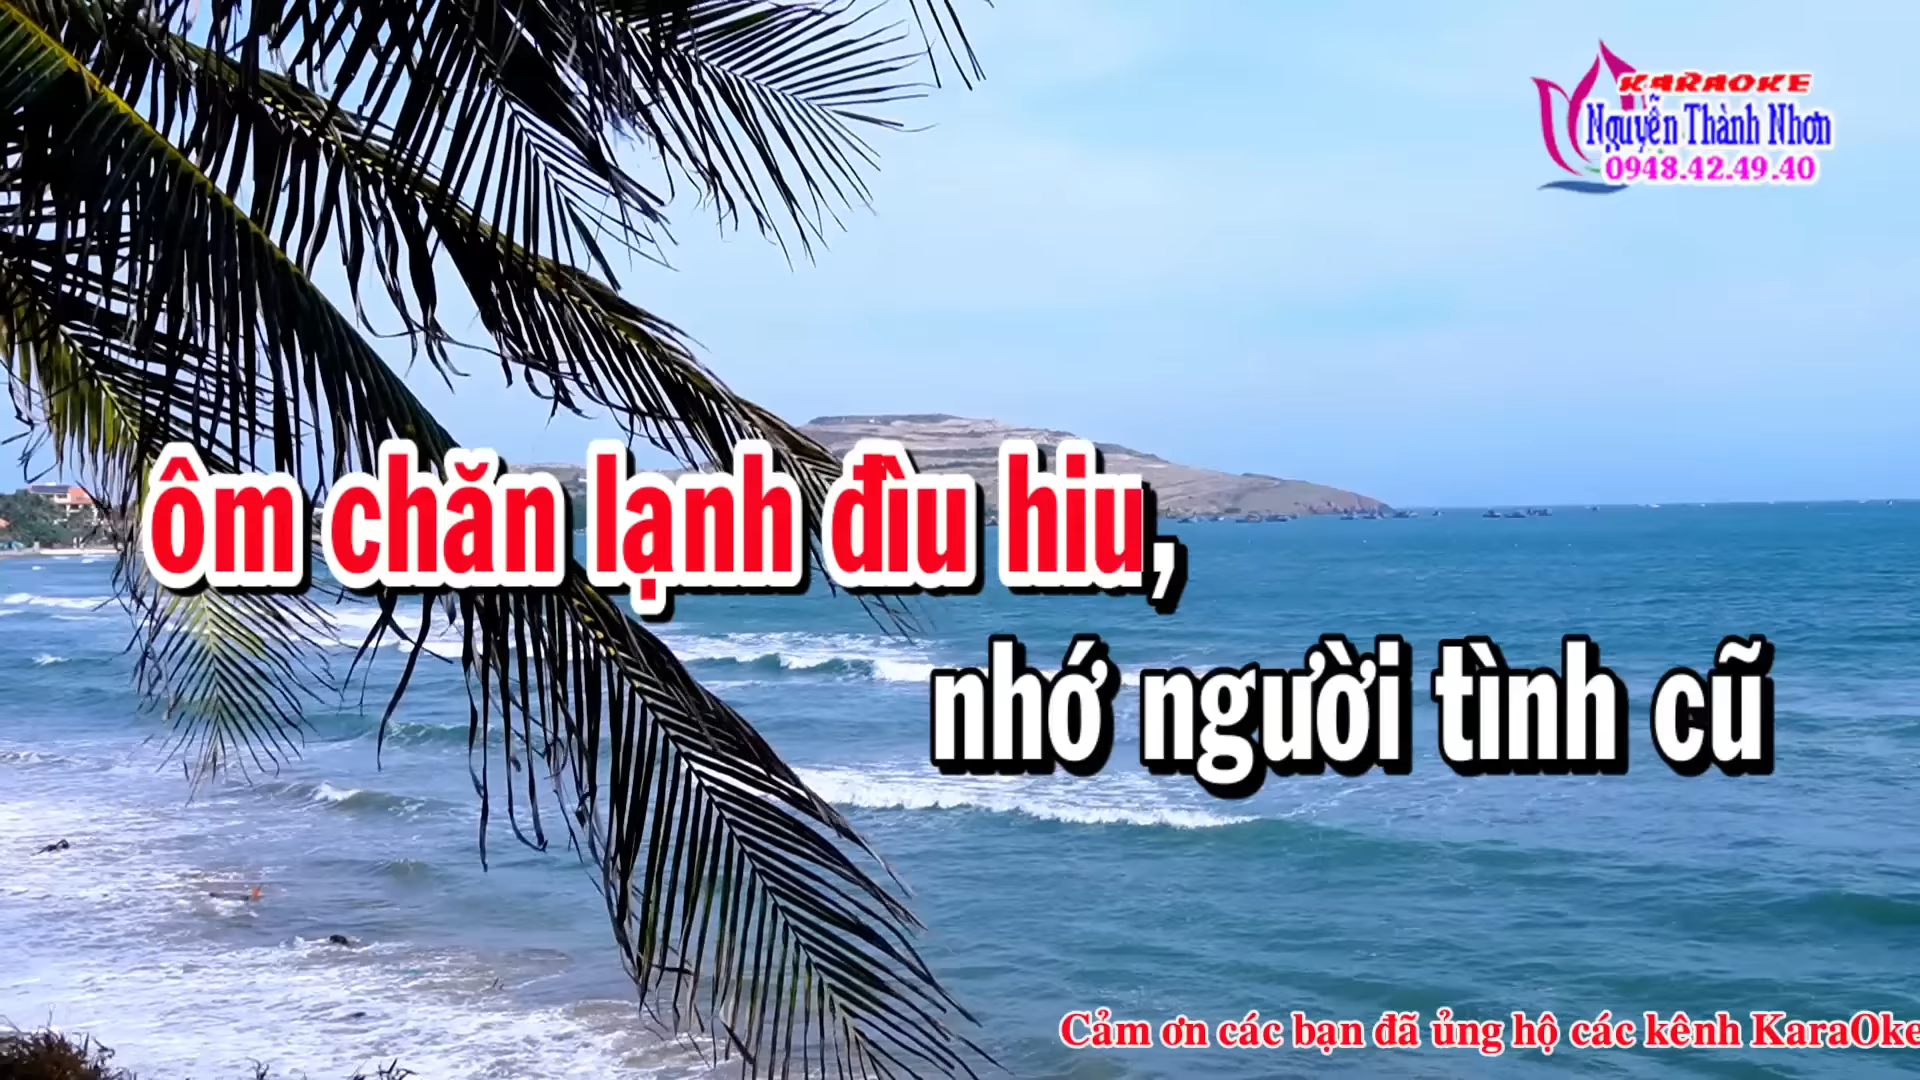 KARAOKE
Nguyễn Thành Nhơn
0948.42.49.40
ôm chăn lạnh đìu hiu,
nhớ người tình cũ
Cảm ơn các bạn đã ủng hộ các kênh KaraOke